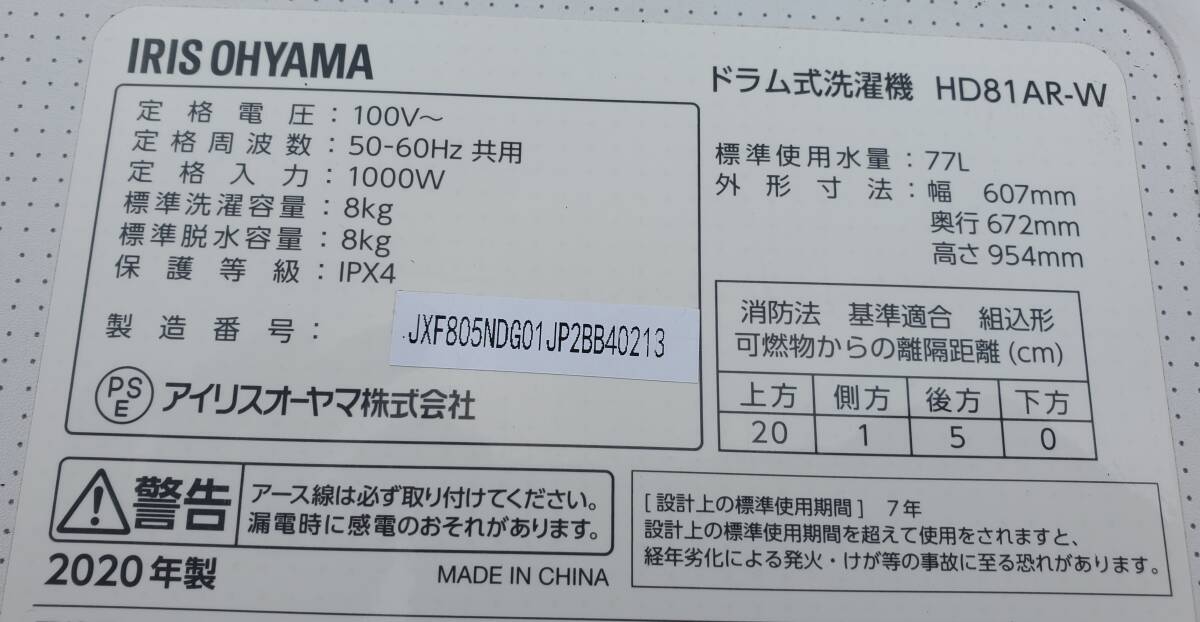 IRIS OHYAMA
定格電圧：100V～
定格周波数：50-60Hz 共用
定格入力：1000W
標準洗濯容量：8kg
標準脱水容量：8kg
保護等級：IPX4
製造番号：JXF805NDG01JP2BB40213
PSE アイリスオーヤマ株式会社
ドラム式洗濯機 HD81AR-W
標準使用水量：77L
外形寸法：幅 607mm
奥行 672mm
高さ 954mm
消防法 基準適合 組込形
可燃物からの離隔距離(cm)
上方 側方 後方 下方
20 1 5 0
警告
アース線は必ず取り付けてください。
漏電時に感電のおそれがあります。
2020年製
MADE IN CHINA
[設計上の標準使用期間] 7年
設計上の標準使用期間を超えて使用をされますと、
経年劣化による発火・けが等の事故に至る恐れがあります。